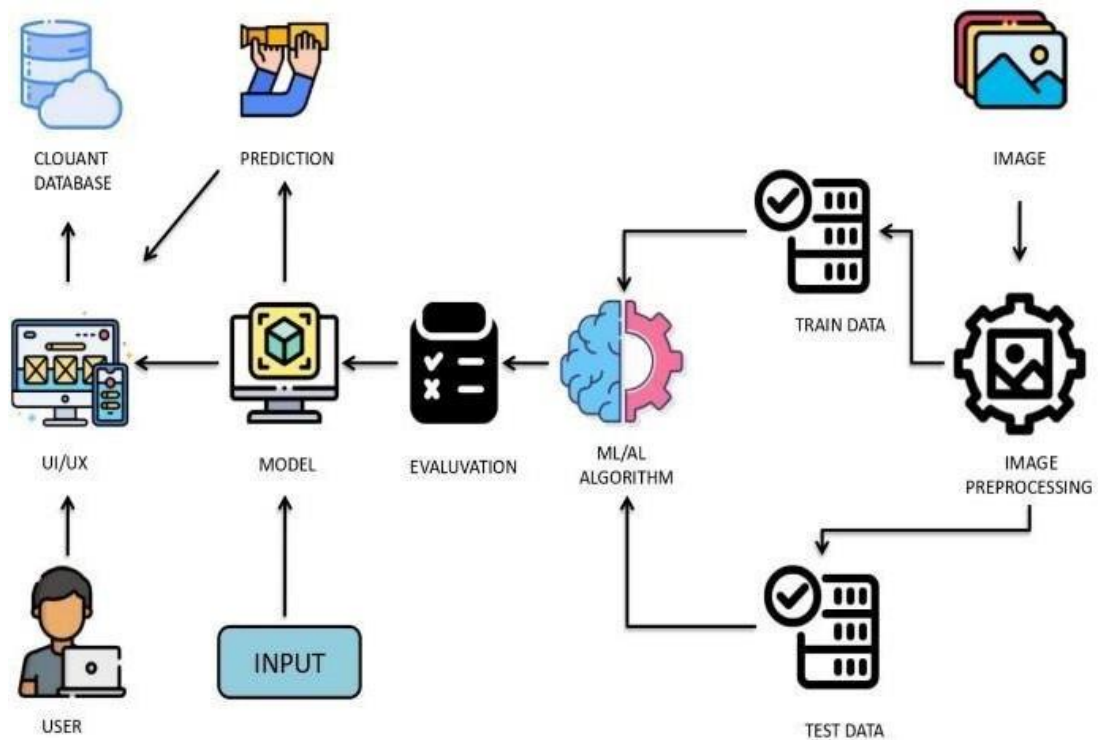 CLOUANT
DATABASE
PREDICTION
IMAGE
TRAIN DATA
UI/UX
MODEL
EVALUVATION
ML/AL
ALGORITHM
IMAGE
PREPROCESSING
INPUT
USER
TEST DATA